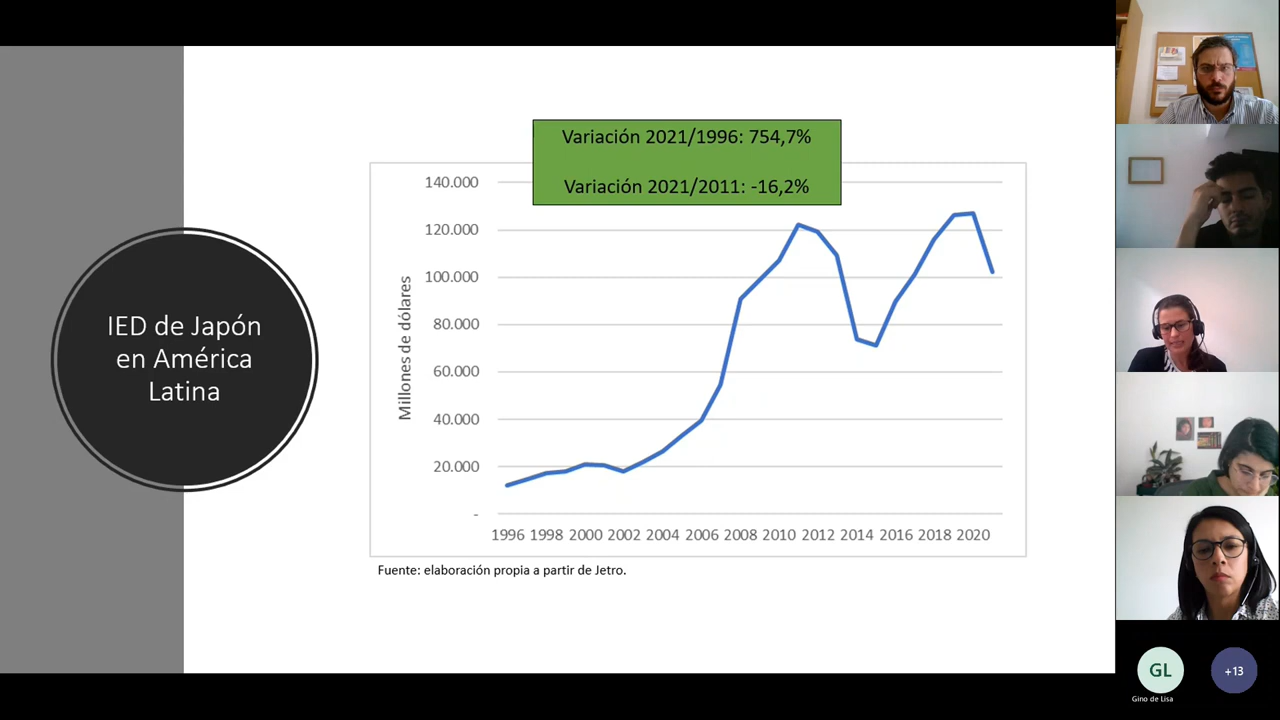 IED de Japón
en América
Latina
Variación 2021/1996: 754,7%
Variación 2021/2011: -16,2%
Millones de dólares
140.000
120.000
100.000
80.000
60.000
40.000
20.000
-
1996 1998 2000 2002 2004 2006 2008 2010 2012 2014 2016 2018 2020
Fuente: elaboración propia a partir de Jetro.
GL
Gino de Lisa
+13